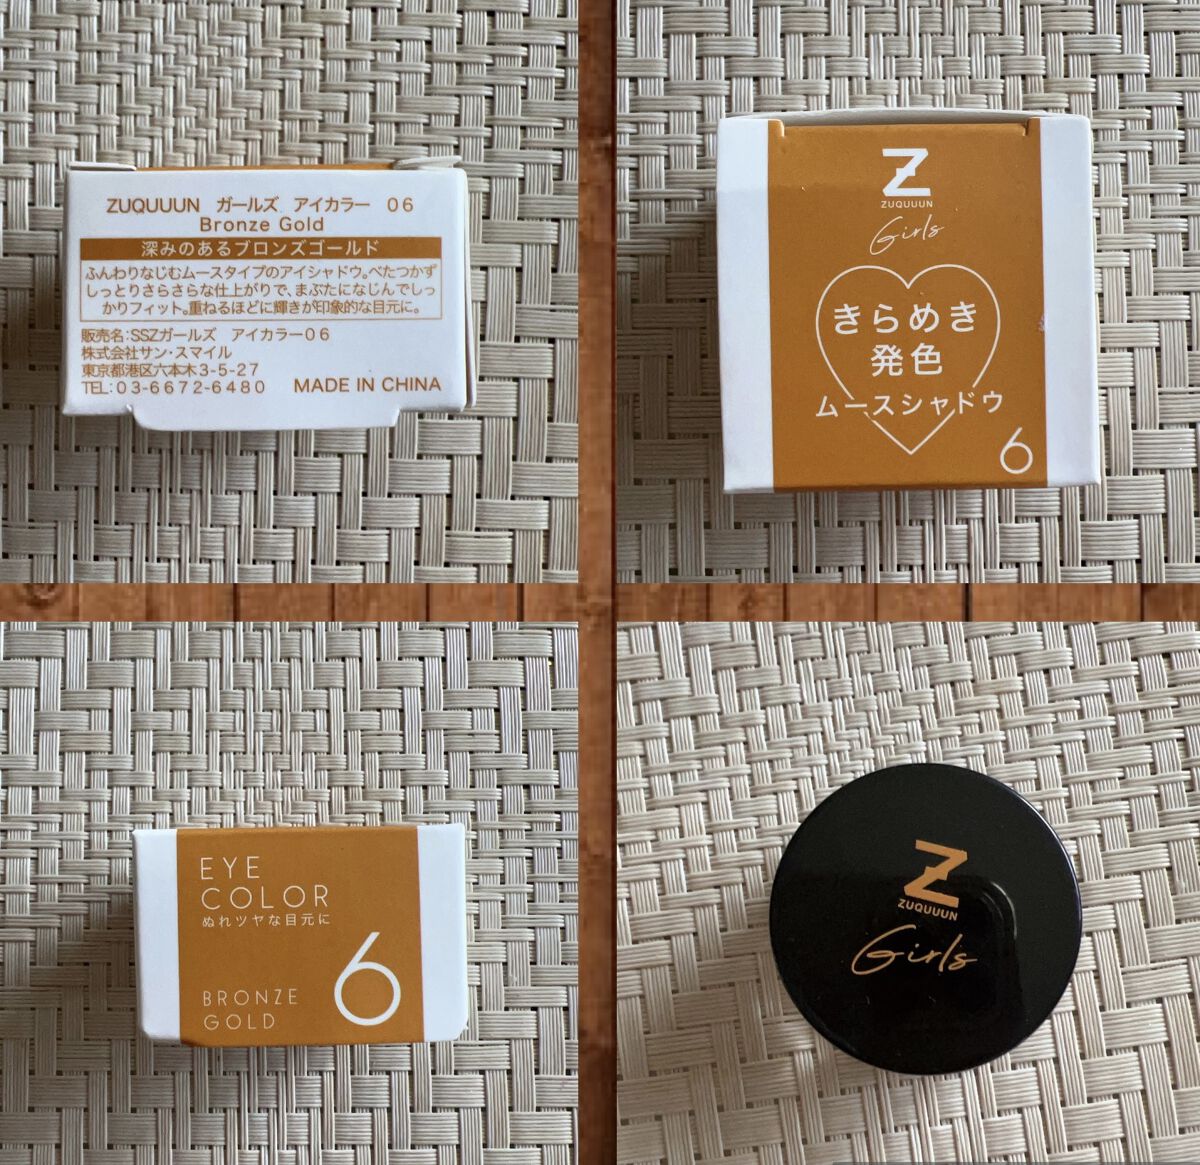 ZUQUUUN ガールズ アイカラー 06
Bronze Gold
深みのあるブロンズゴールド
ふんわりなじむムースタイプのアイシャドウ。べたつかず
しっとりさらさらな仕上がりで、まぶたになじんでしっ
かりフィット。重ねるほどに輝きが印象的な目元に。
販売名:SSZガールズ アイカラー06
株式会社サン・スマイル
東京都港区六本木3-5-27
TEL:03-6672-6480 MADE IN CHINA
Z
ZUQUUUN
Girls
きらめき
発色
ムースシャドウ
6
EYE
COLOR
ぬれツヤな目元に
6
BRONZE
GOLD
Z
ZUQUUUN
Girls